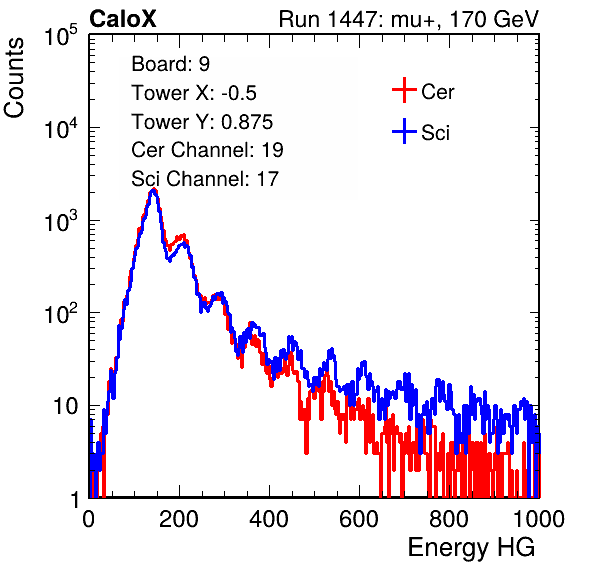 CaloX Run 1447: mu+, 170 GeV
Board: 9
Tower X: -0.5
Tower Y: 0.875
Cer Channel: 19
Sci Channel: 17
Cer
Sci
Counts
10^5
10^4
10^3
10^2
10
1
0 200 400 600 800 1000
Energy HG